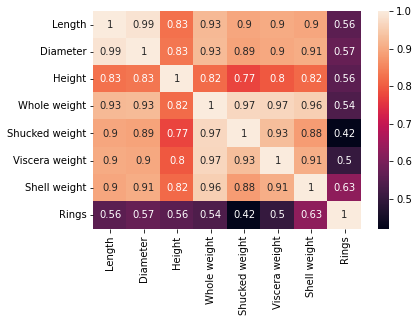 Length 1 0.99 0.83 0.93 0.9 0.9 0.9 0.56
Diameter 0.99 1 0.83 0.93 0.89 0.9 0.91 0.57
Height 0.83 0.83 1 0.82 0.77 0.8 0.82 0.56
Whole weight 0.93 0.93 0.82 1 0.97 0.97 0.96 0.54
Shucked weight 0.9 0.89 0.77 0.97 1 0.93 0.88 0.42
Viscera weight 0.9 0.9 0.8 0.97 0.93 1 0.91 0.5
Shell weight 0.9 0.91 0.82 0.96 0.88 0.91 1 0.63
Rings 0.56 0.57 0.56 0.54 0.42 0.5 0.63 1
Length
Diameter
Height
Whole weight
Shucked weight
Viscera weight
Shell weight
Rings
1.0
0.9
0.8
0.7
0.6
0.5